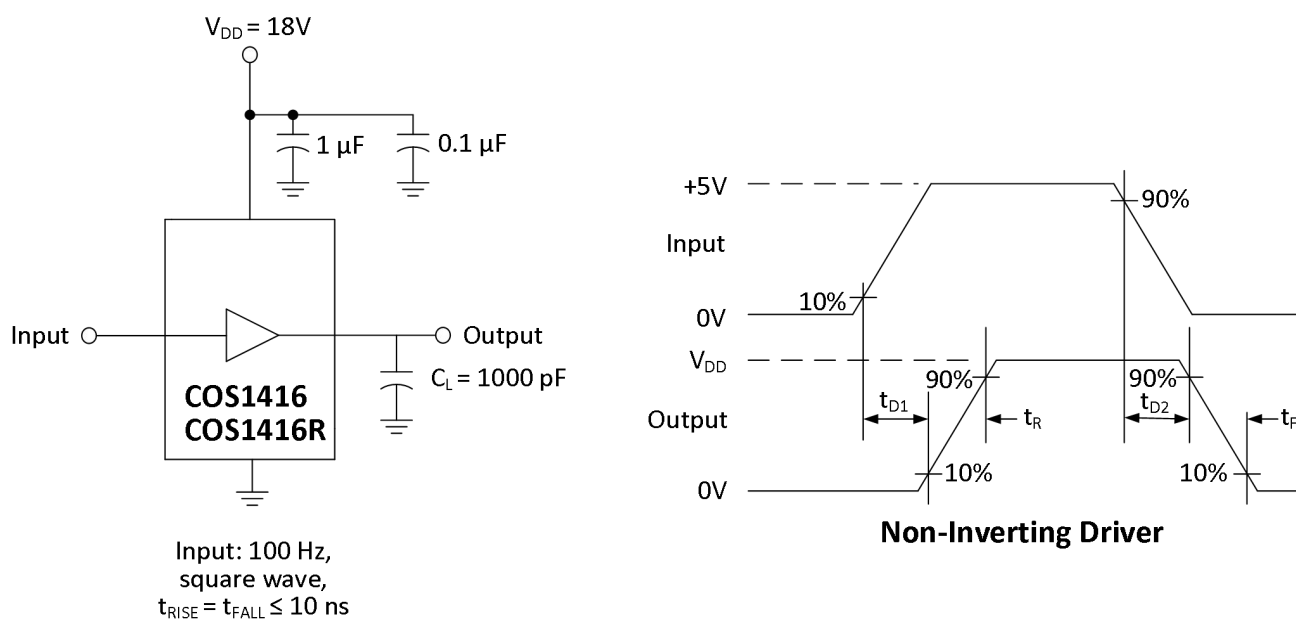 V_DD = 18V
1 µF
0.1 µF
Input
Output
C_L = 1000 pF
COS1416
COS1416R
Input: 100 Hz,
square wave,
t_RISE = t_FALL ≤ 10 ns
+5V
90%
Input
10%
0V
V_DD
90%
90%
t_D1
t_R
t_D2
t_F
Output
10%
10%
0V
Non-Inverting Driver